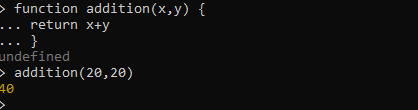 > function addition(x,y) {
... return x+y
... }
undefined
> addition(20,20)
40
>